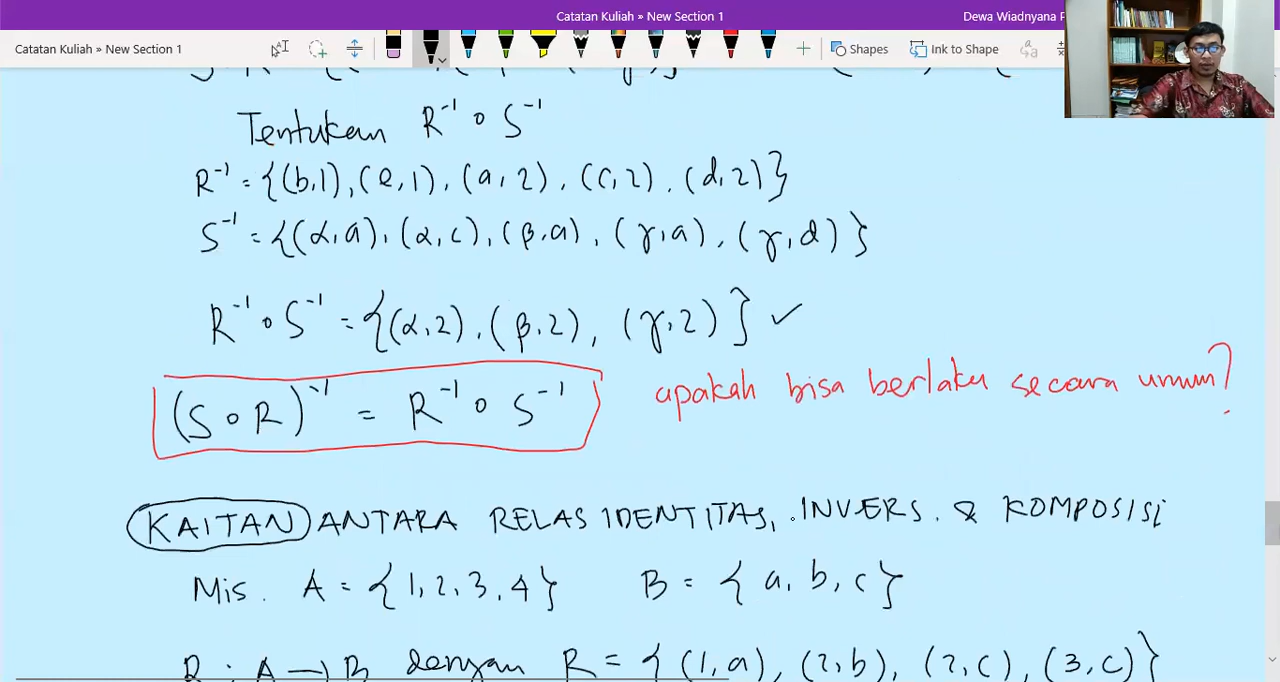 Catatan Kuliah » New Section 1
Dewa Wiadnyana
Catatan Kuliah » New Section 1
Shapes
Ink to Shape
Tentukan R⁻¹ ∘ S⁻¹
R⁻¹ = {(b,1), (e,1), (a,2), (c,2), (d,2)}
S⁻¹ = {(α,a), (α,c), (β,a), (γ,a), (γ,d)}
R⁻¹ ∘ S⁻¹ = {(α,2), (β,2), (γ,2)} ✓
(S ∘ R)⁻¹ = R⁻¹ ∘ S⁻¹
apakah bisa berlaku secara umum?
KAITAN ANTARA RELAS IDENTITAS, INVERS. & KOMPOSISI
Mis. A = {1, 2, 3, 4} B = {a, b, c}
R : A → B dengan R = {(1,a), (2,b), (2,c), (3,c)}